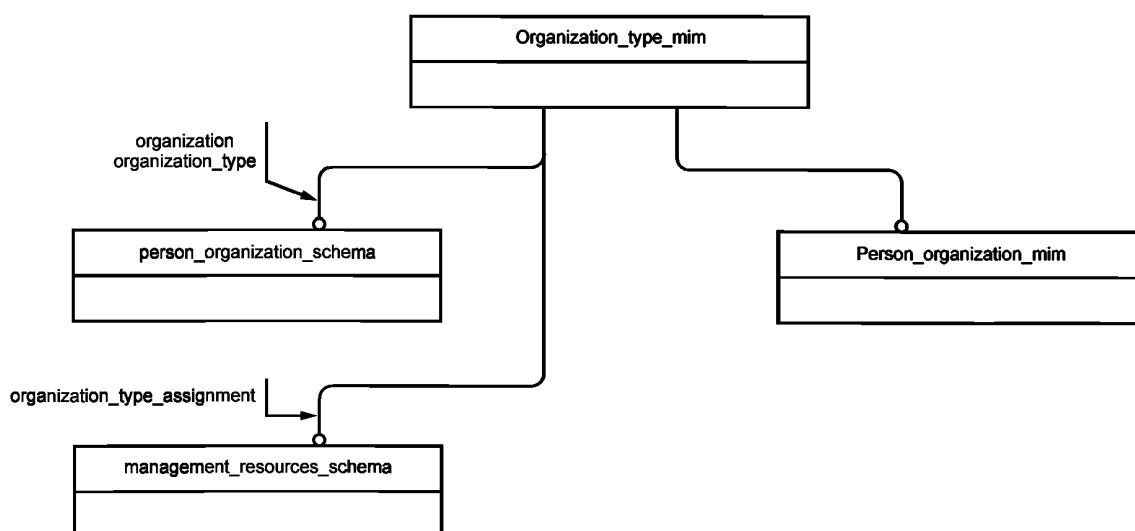 Organization_type_mim
organization
organization_type
person_organization_schema
Person_organization_mim
organization_type_assignment
management_resources_schema